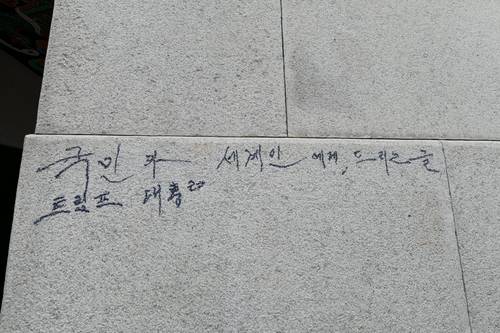 국민과 세계인에게, 드리는 글
트럼프 대통령